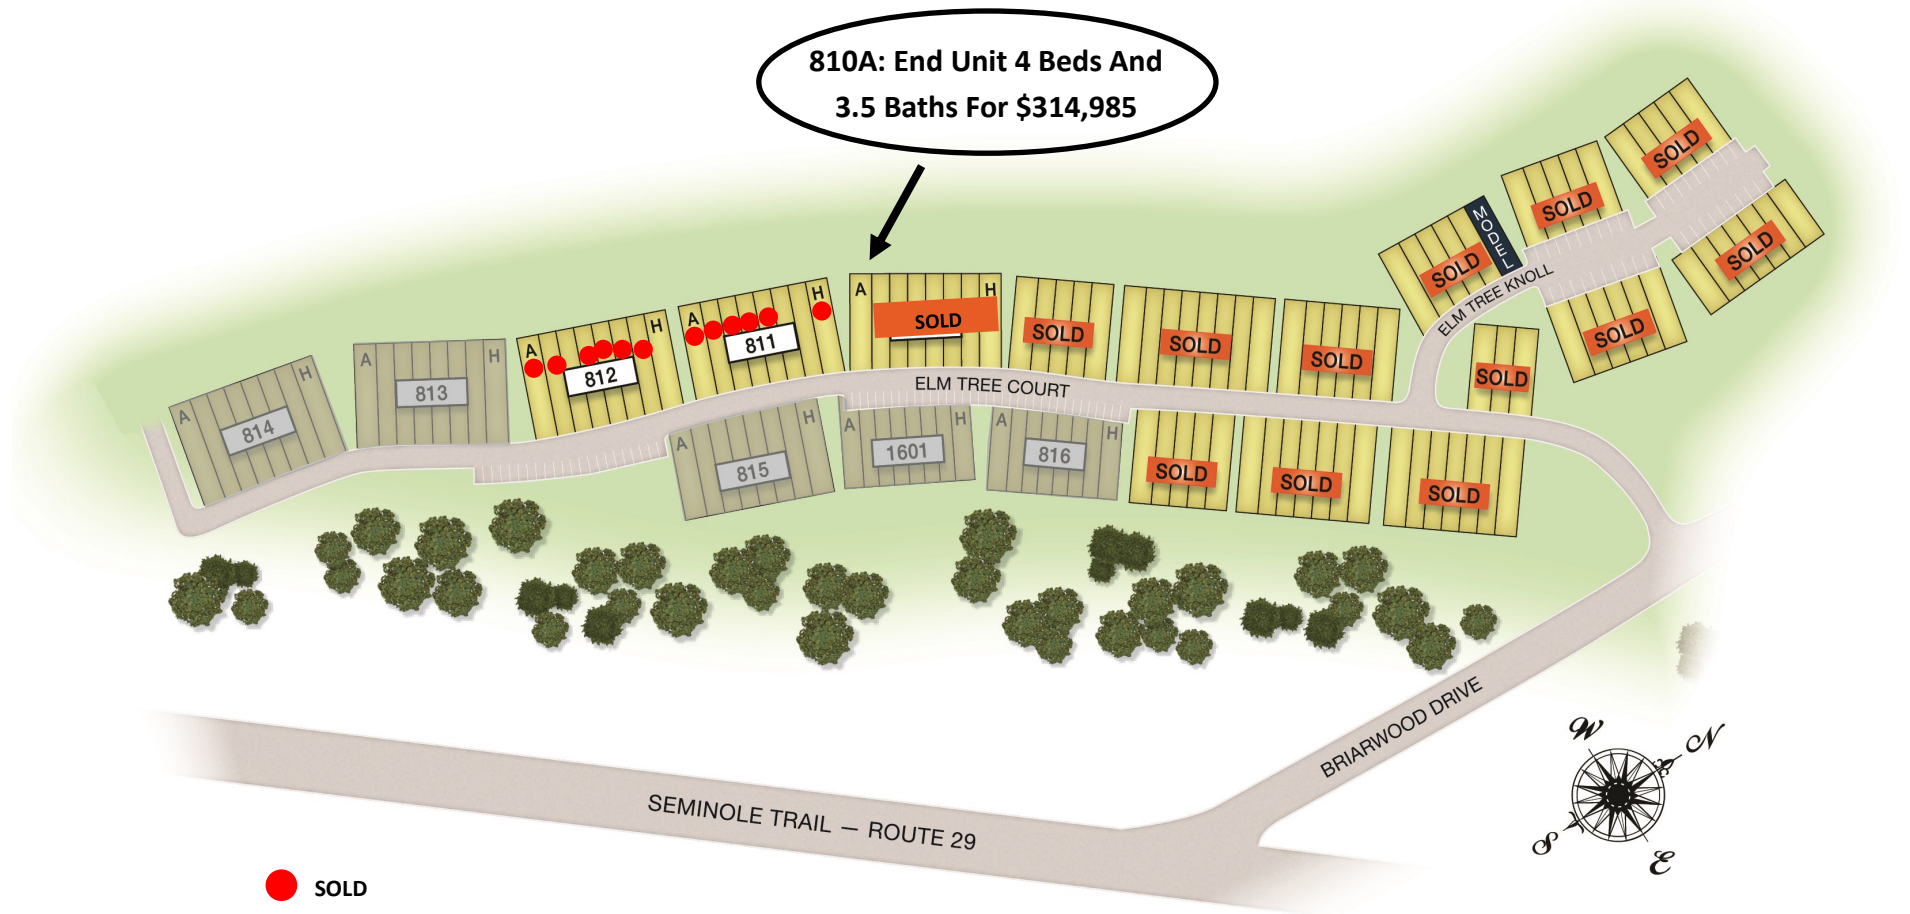 810A: End Unit 4 Beds And
3.5 Baths For $314,985
SOLD
SOLD
MODEL
SOLD
SOLD
SOLD
ELM TREE KNOLL
SOLD
A
H
814
A
H
813
A
H
812
A
H
811
A
H
SOLD
SOLD
SOLD
SOLD
SOLD
ELM TREE COURT
A
H
815
A
H
1601
A
H
816
SOLD
SOLD
SOLD
BRIARWOOD DRIVE
SEMINOLE TRAIL – ROUTE 29
W
N
S
E
SOLD